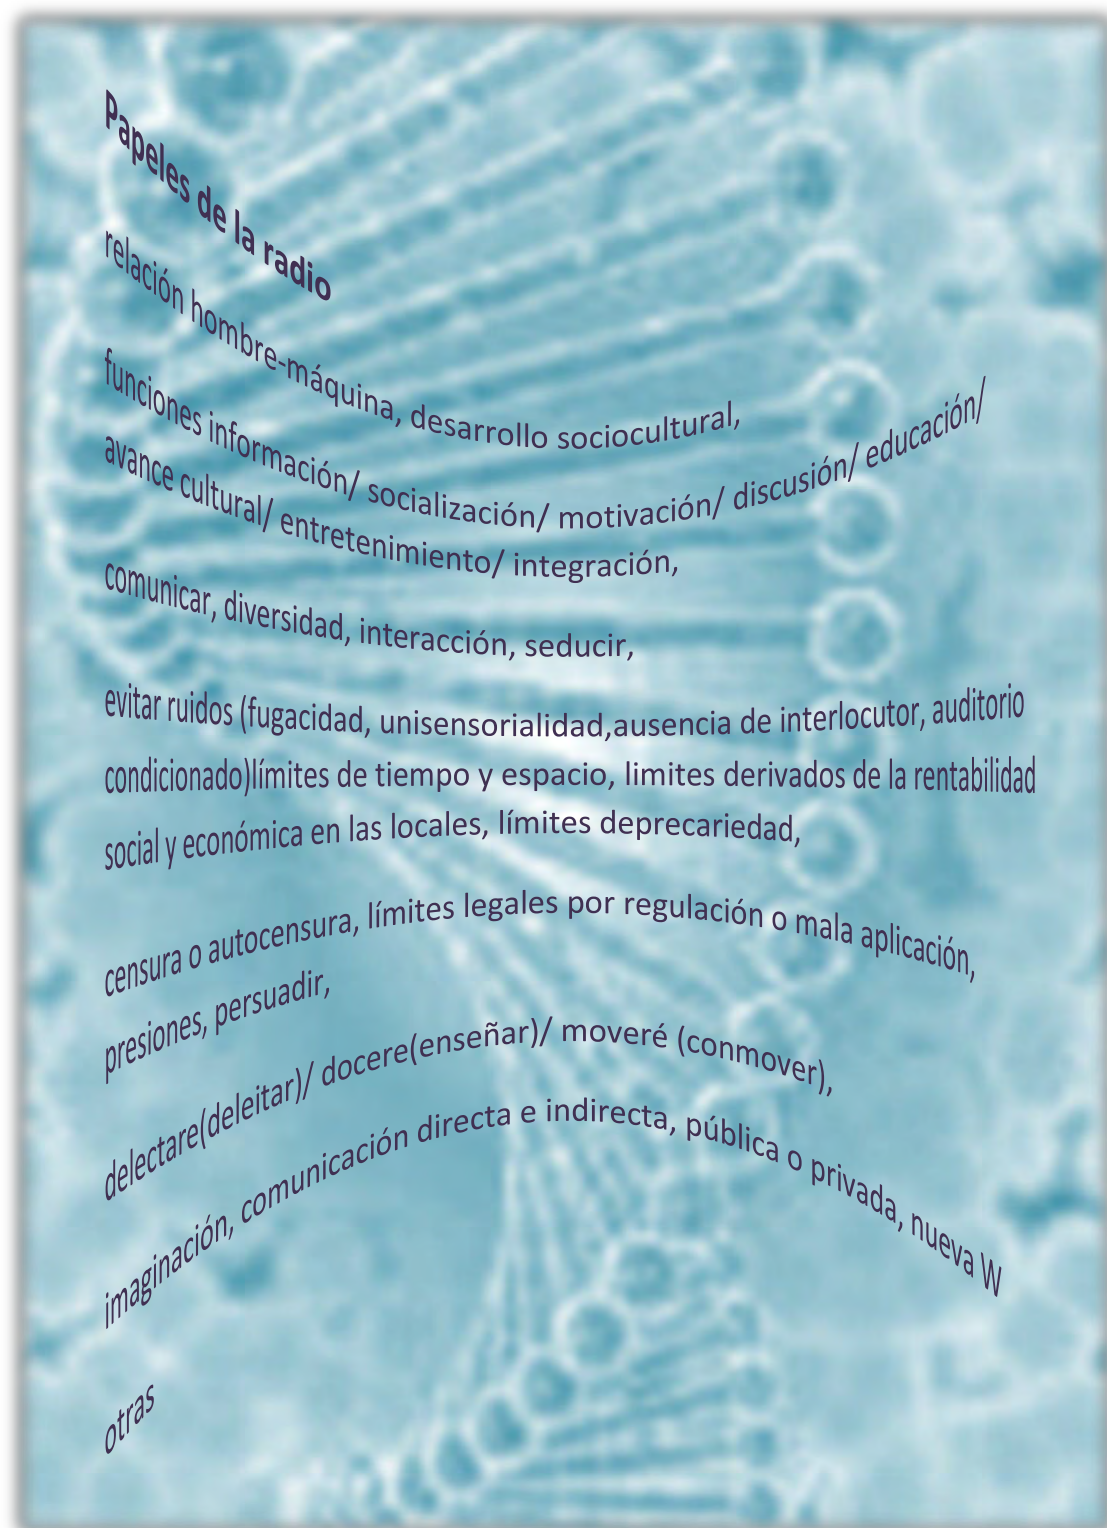 Papeles de la radio
relación hombre-máquina, desarrollo sociocultural,
funciones información/ socialización/ motivación/ discusión/ educación/
avance cultural/ entretenimiento/ integración,
comunicar, diversidad, interacción, seducir,
evitar ruidos (fugacidad, unisensorialidad,ausencia de interlocutor, auditorio
condicionado)límites de tiempo y espacio, limites derivados de la rentabilidad
social y económica en las locales, límites deprecariedad,
censura o autocensura, límites legales por regulación o mala aplicación,
presiones, persuadir,
delectare(deleitar)/ docere(enseñar)/ moveré (conmover),
imaginación, comunicación directa e indirecta, pública o privada, nueva W
otras